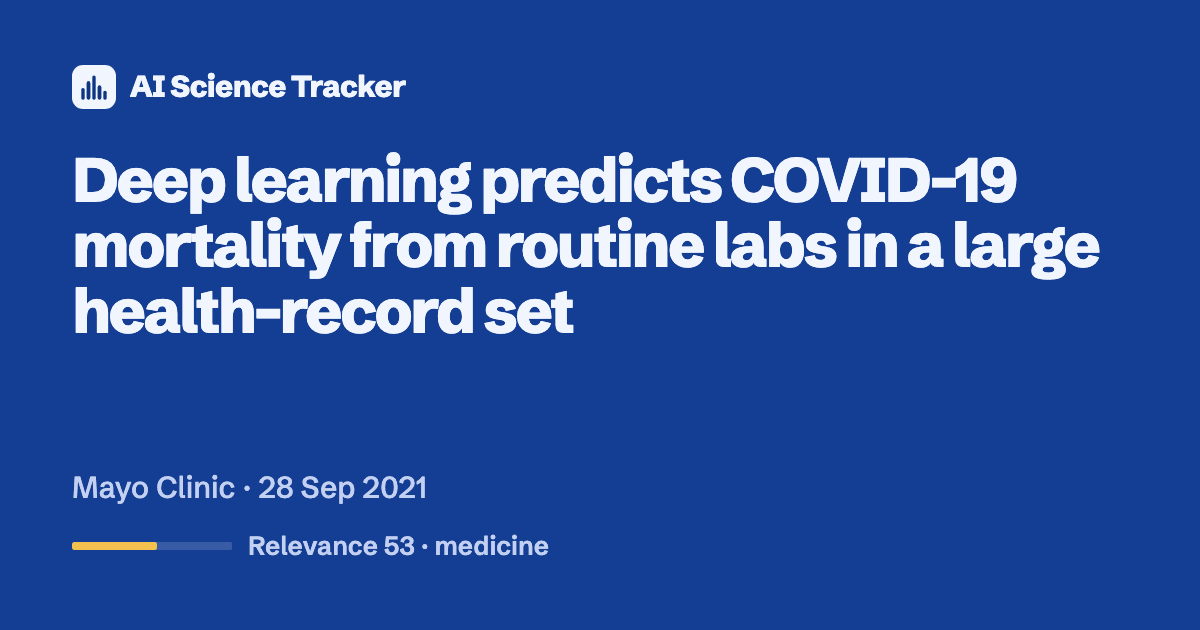 AI Science Tracker
Deep learning predicts COVID-19
mortality from routine labs in a large
health-record set
Mayo Clinic · 28 Sep 2021
Relevance 53 · medicine